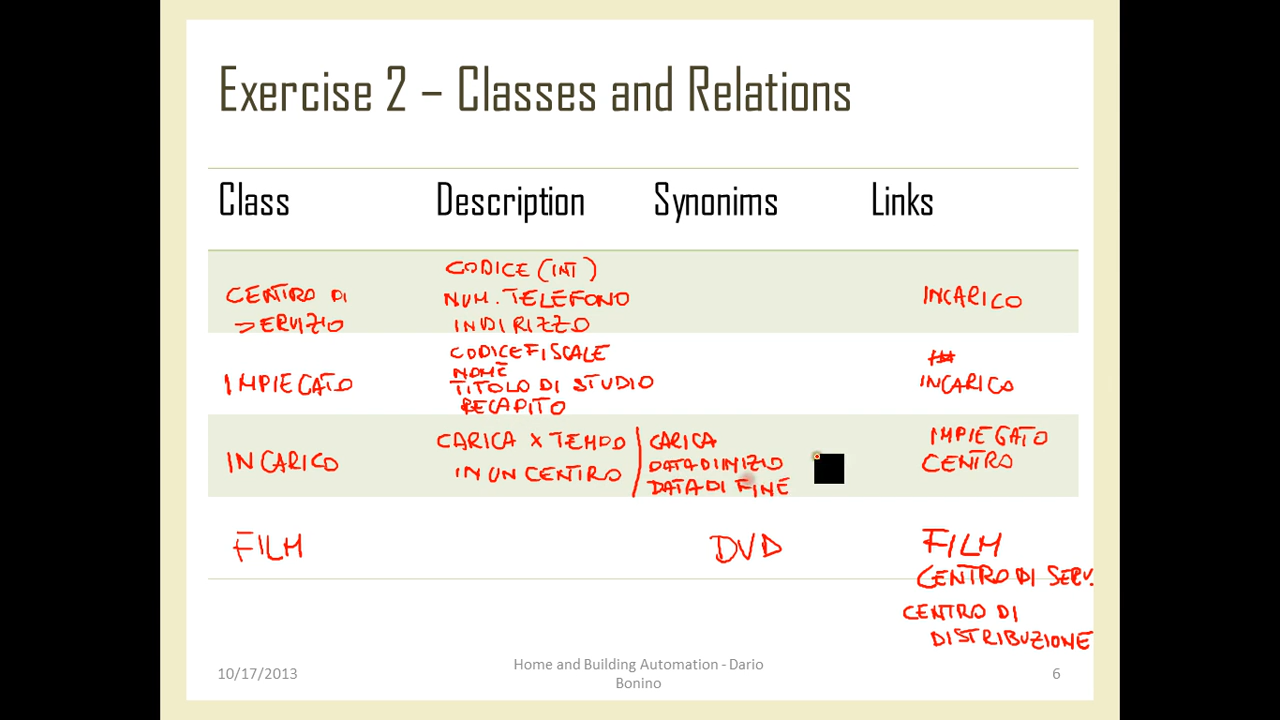 Exercise 2 – Classes and Relations
Class Description Synonims Links
CENTRO DI
SERVIZIO
CODICE (INT)
NUM. TELEFONO
INDIRIZZO
INCARICO
IMPIEGATO
CODICE FISCALE
NOME
TITOLO DI STUDIO
RECAPITO
INCARICO
INCARICO
CARICA X TEMPO
IN UN CENTRO
CARICA
DATA DI INIZIO
DATA DI FINE
IMPIEGATO
CENTRO
FILM
DVD
FILM
CENTRO DI SERV.
CENTRO DI
DISTRIBUZIONE
10/17/2013
Home and Building Automation - Dario
Bonino
6